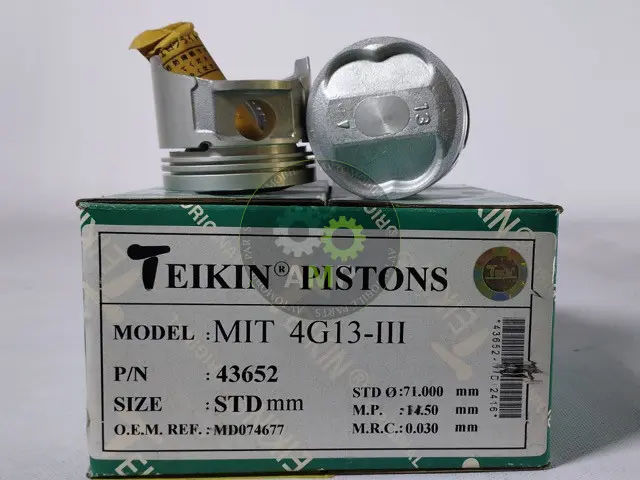 13
A
TEIKIN® PISTONS
MODEL : MIT 4G13-III
P/N : 43652
SIZE : STD mm
O.E.M. REF. : MD074677
STD Ø : 71.000 mm
M.P. : 14.50 mm
M.R.C. : 0.030 mm
AM